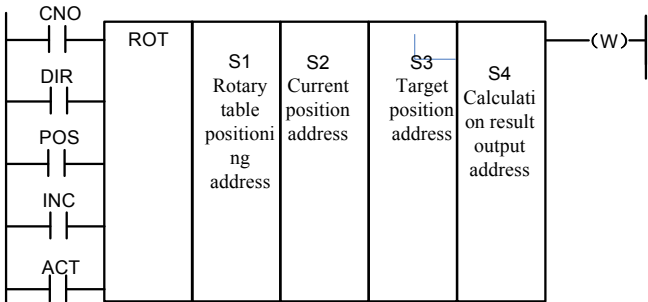 CNO
DIR
POS
INC
ACT
ROT
S1
Rotary
table
positioni
ng
address
S2
Current
position
address
S3
Target
position
address
S4
Calculati
on result
output
address
(W)